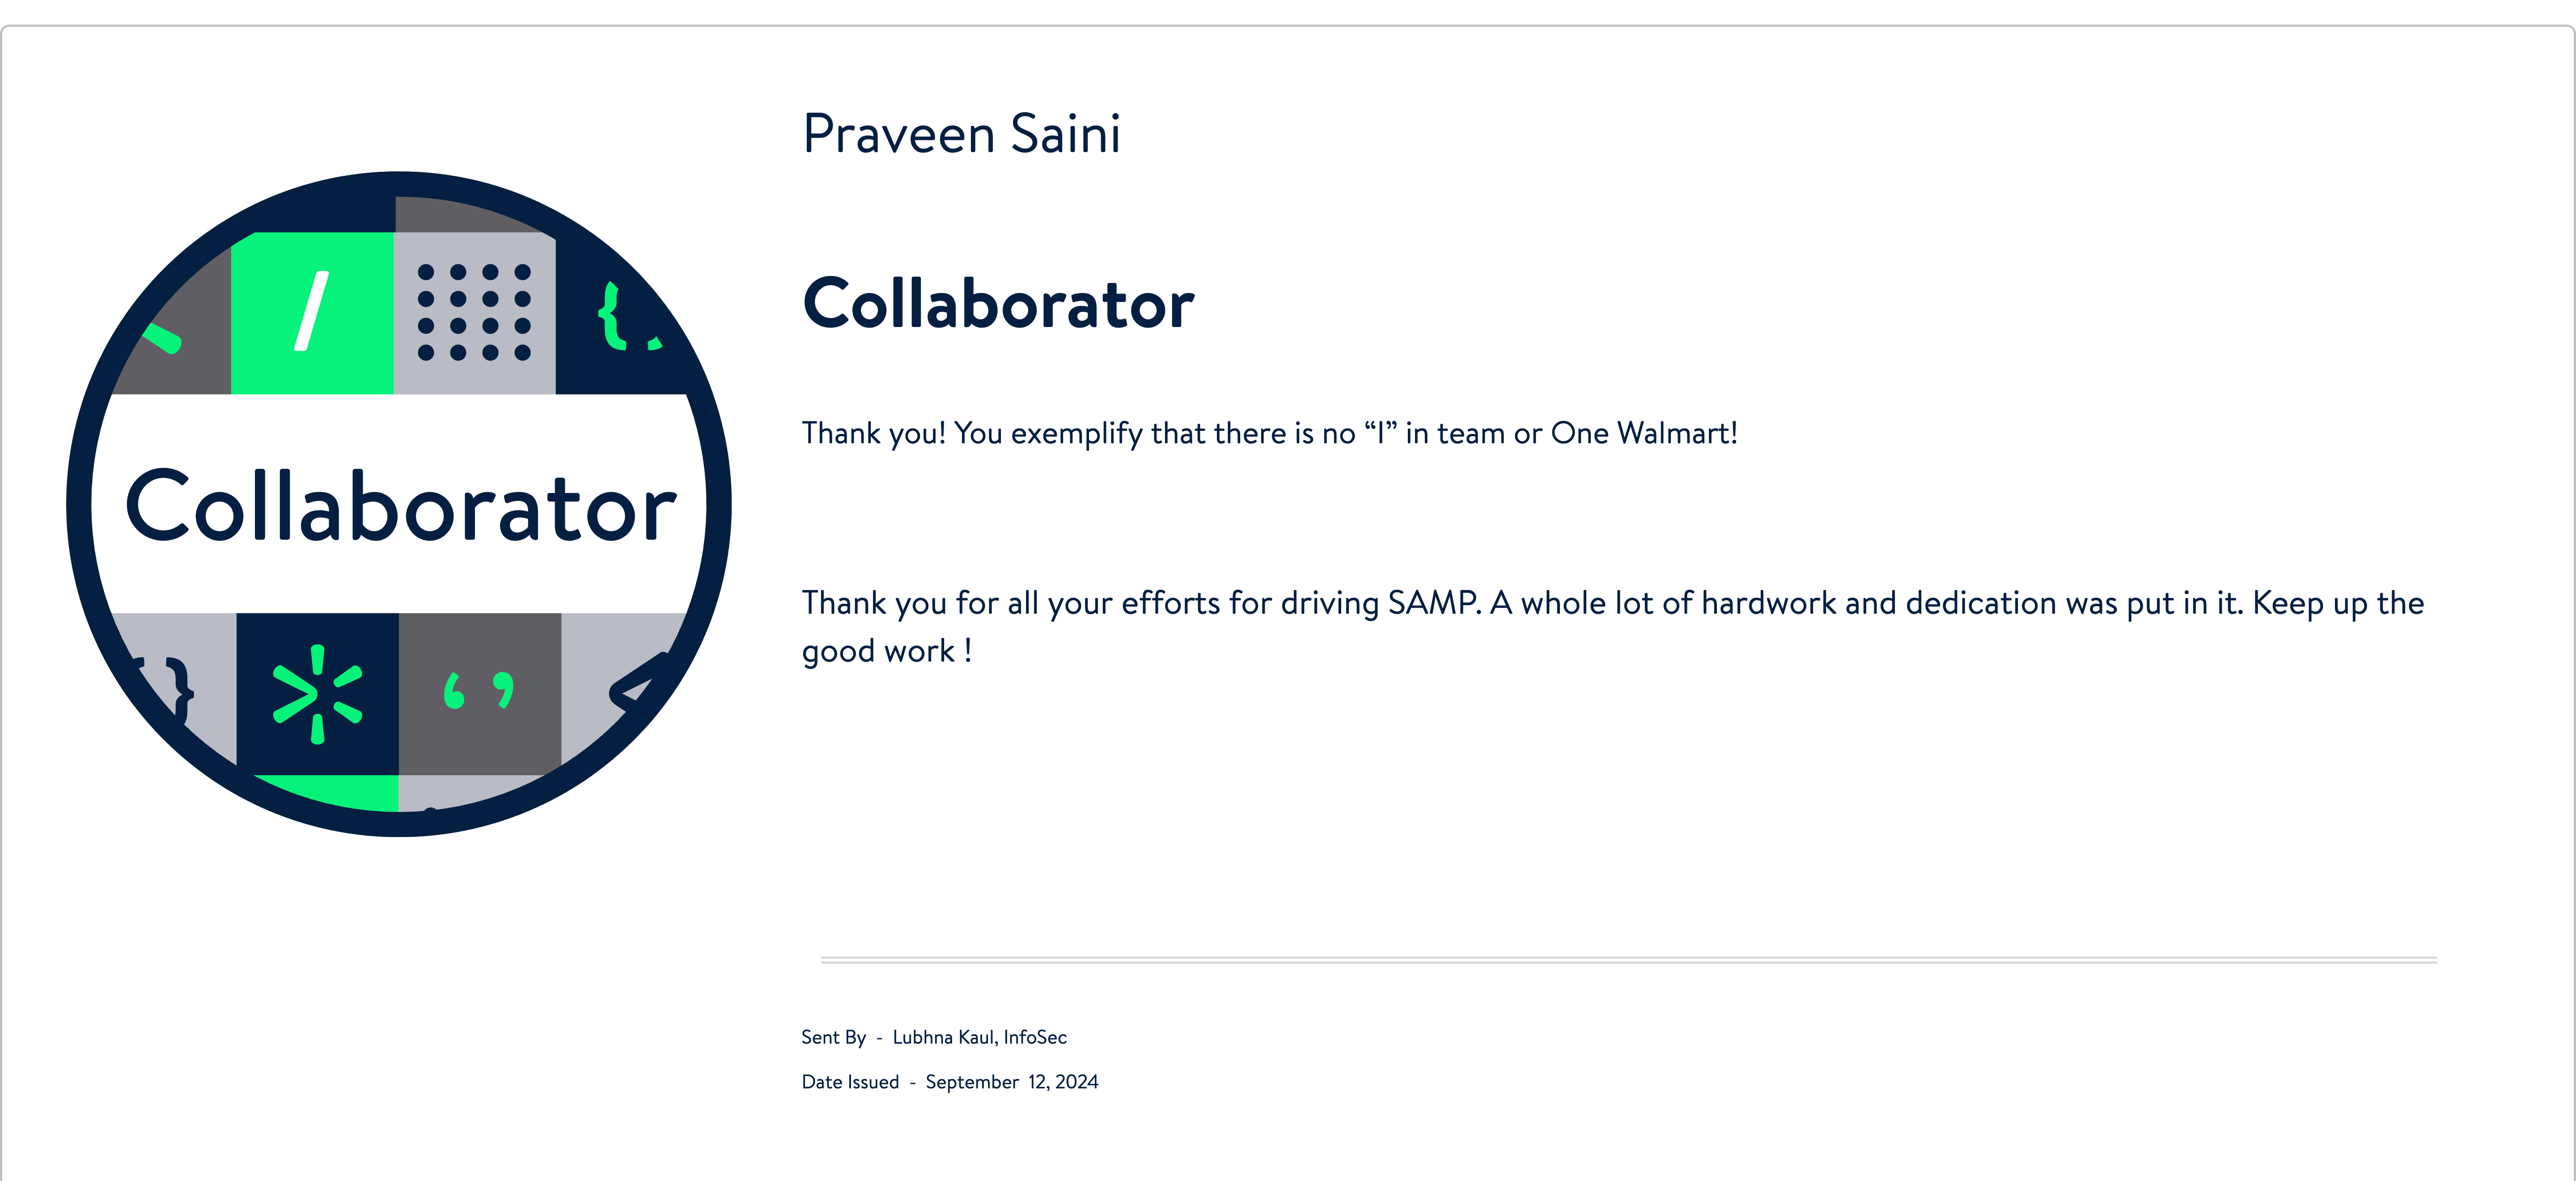 Praveen Saini
Collaborator
Thank you! You exemplify that there is no “I” in team or One Walmart!
Collaborator
Thank you for all your efforts for driving SAMP. A whole lot of hardwork and dedication was put in it. Keep up the
good work !
Sent By - Lubhna Kaul, InfoSec
Date Issued - September 12, 2024